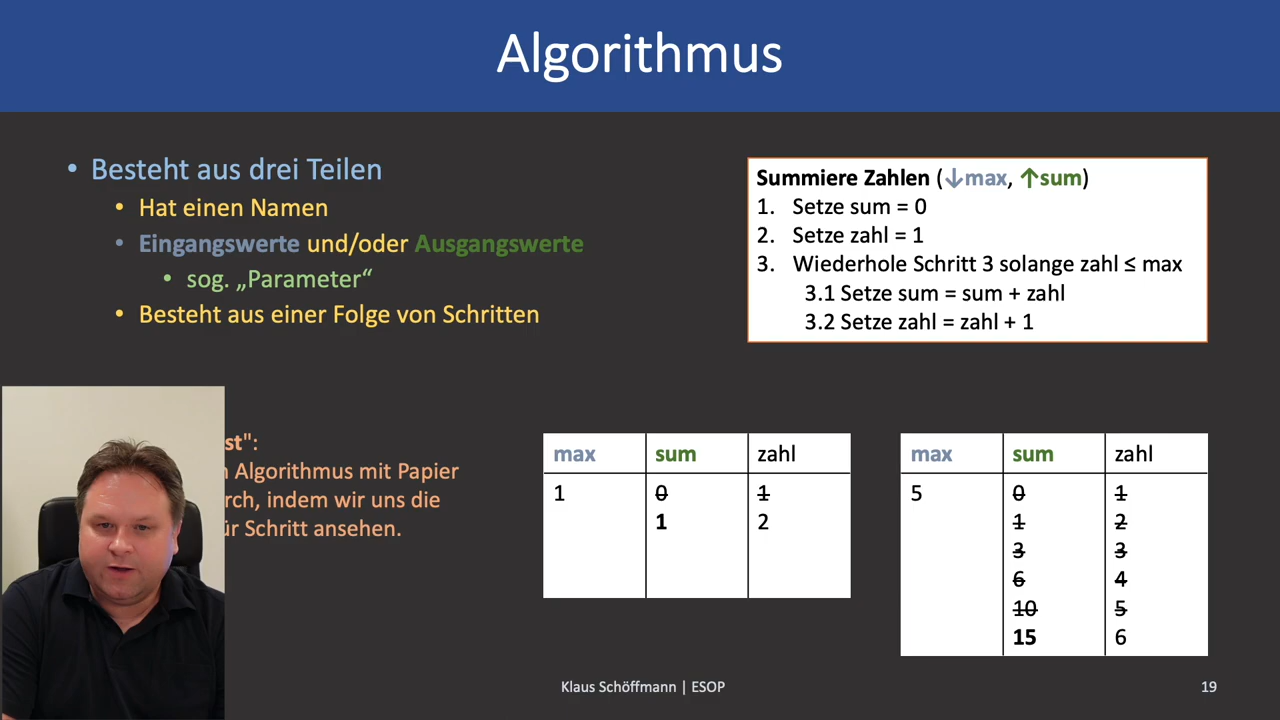 Algorithmus
• Besteht aus drei Teilen
• Hat einen Namen
• Eingangswerte und/oder Ausgangswerte
• sog. „Parameter“
• Besteht aus einer Folge von Schritten
Summiere Zahlen (↓max, ↑sum)
1. Setze sum = 0
2. Setze zahl = 1
3. Wiederhole Schritt 3 solange zahl ≤ max
3.1 Setze sum = sum + zahl
3.2 Setze zahl = zahl + 1
st":
Algorithmus mit Papier
rch, indem wir uns die
ür Schritt ansehen.
max sum zahl
1 0 1
1 2
max sum zahl
5 0 1
1 2
3 3
6 4
10 5
15 6
Klaus Schöffmann | ESOP
19